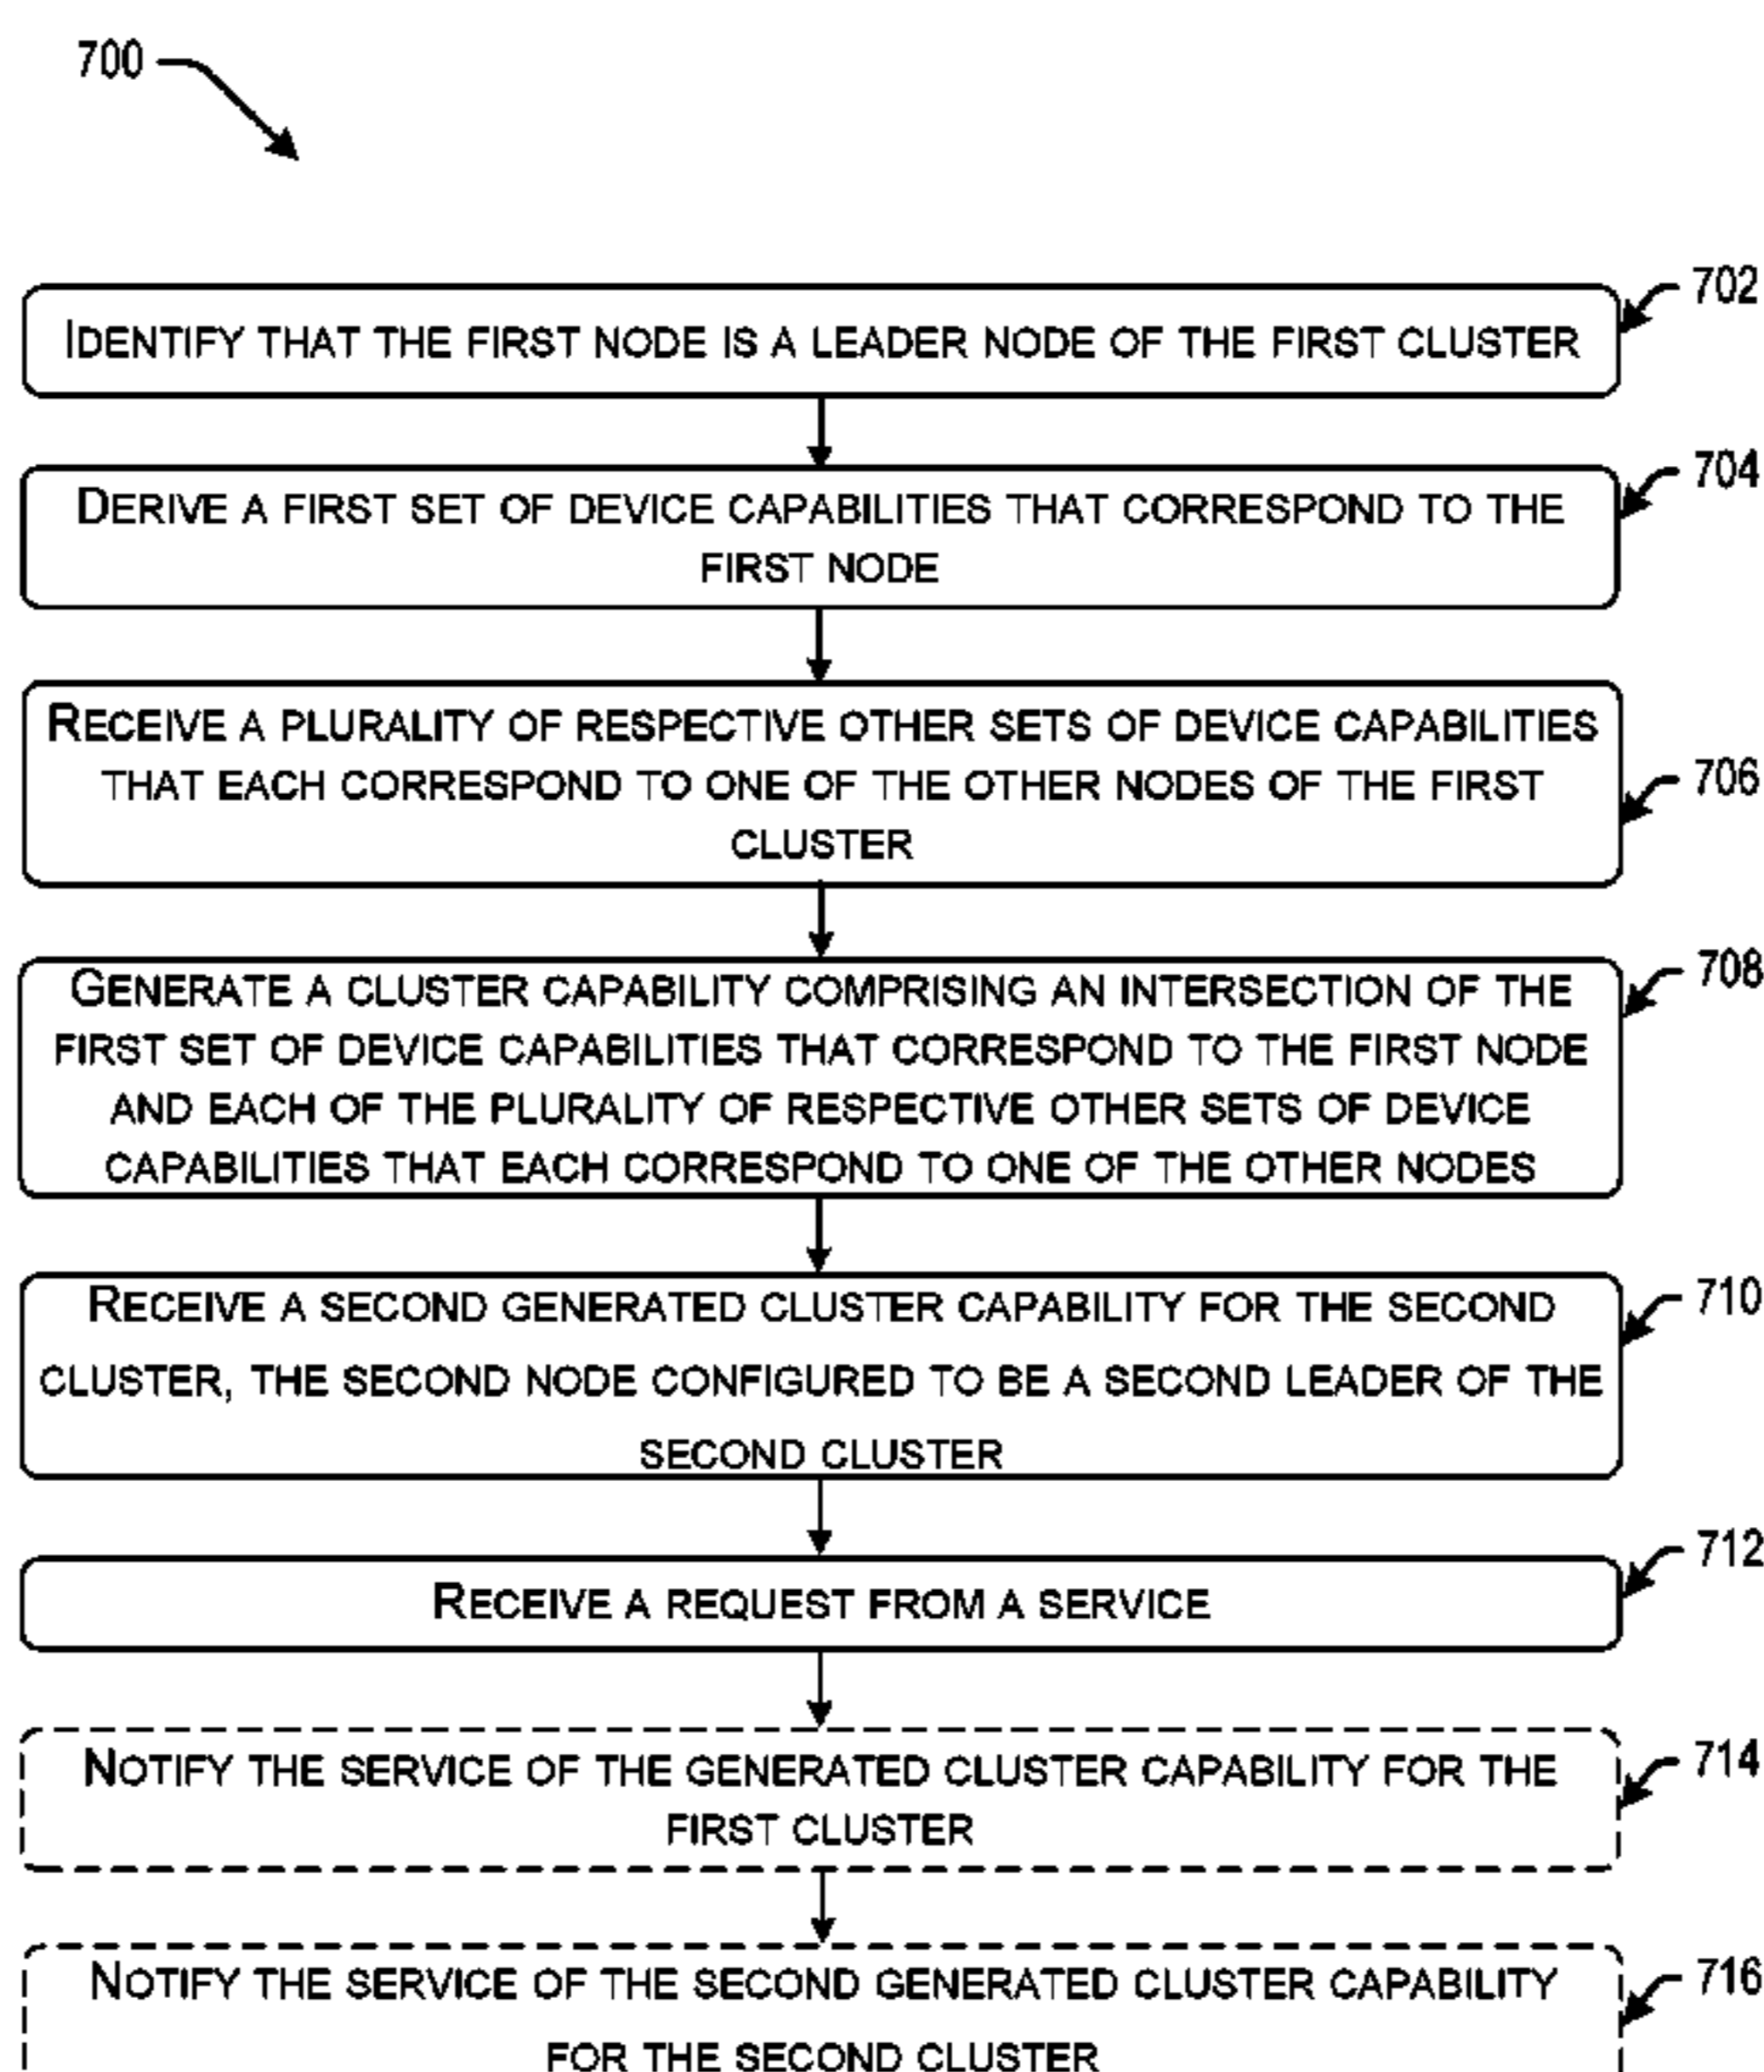 700
702
IDENTIFY THAT THE FIRST NODE IS A LEADER NODE OF THE FIRST CLUSTER
704
DERIVE A FIRST SET OF DEVICE CAPABILITIES THAT CORRESPOND TO THE
FIRST NODE
RECEIVE A PLURALITY OF RESPECTIVE OTHER SETS OF DEVICE CAPABILITIES
THAT EACH CORRESPOND TO ONE OF THE OTHER NODES OF THE FIRST
CLUSTER
706
708
GENERATE A CLUSTER CAPABILITY COMPRISING AN INTERSECTION OF THE
FIRST SET OF DEVICE CAPABILITIES THAT CORRESPOND TO THE FIRST NODE
AND EACH OF THE PLURALITY OF RESPECTIVE OTHER SETS OF DEVICE
CAPABILITIES THAT EACH CORRESPOND TO ONE OF THE OTHER NODES
710
RECEIVE A SECOND GENERATED CLUSTER CAPABILITY FOR THE SECOND
CLUSTER, THE SECOND NODE CONFIGURED TO BE A SECOND LEADER OF THE
SECOND CLUSTER
712
RECEIVE A REQUEST FROM A SERVICE
714
NOTIFY THE SERVICE OF THE GENERATED CLUSTER CAPABILITY FOR THE
FIRST CLUSTER
716
NOTIFY THE SERVICE OF THE SECOND GENERATED CLUSTER CAPABILITY
FOR THE SECOND CLUSTER